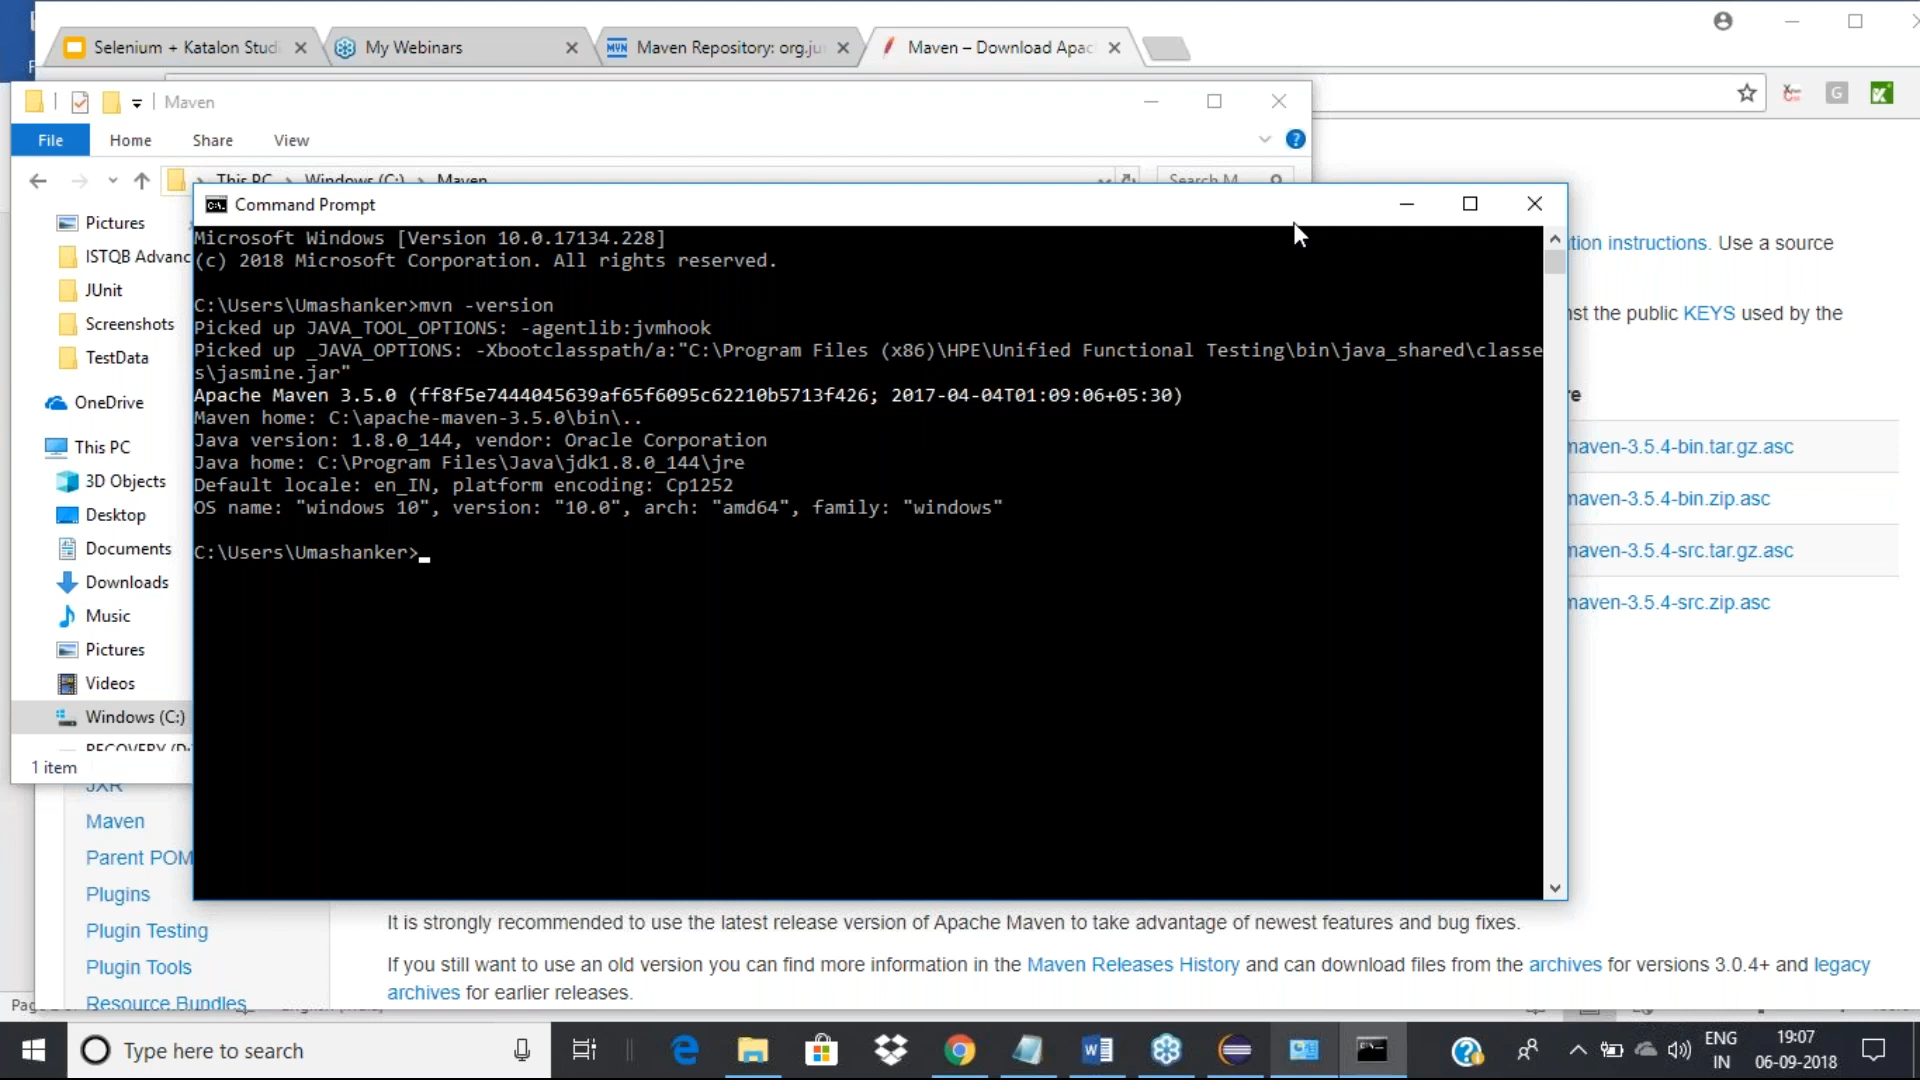 Selenium + Katalon Studi
My Webinars
Maven Repository: org.ju
Maven – Download Apac
Maven
File
Home
Share
View
This PC
Windows (C:)
Maven
Search M
Pictures
ISTQB Advanc
JUnit
Screenshots
TestData
OneDrive
This PC
3D Objects
Desktop
Documents
Downloads
Music
Pictures
Videos
Windows (C:)
RECOVERY (D:
1 item
Command Prompt
Microsoft Windows [Version 10.0.17134.228]
(c) 2018 Microsoft Corporation. All rights reserved.
C:\Users\Umashanker>mvn -version
Picked up JAVA_TOOL_OPTIONS: -agentlib:jvmhook
Picked up _JAVA_OPTIONS: -Xbootclasspath/a:"C:\Program Files (x86)\HPE\Unified Functional Testing\bin\java_shared\classe
s\jasmine.jar"
Apache Maven 3.5.0 (ff8f5e7444045639af65f6095c62210b5713f426; 2017-04-04T01:09:06+05:30)
Maven home: C:\apache-maven-3.5.0\bin\..
Java version: 1.8.0_144, vendor: Oracle Corporation
Java home: C:\Program Files\Java\jdk1.8.0_144\jre
Default locale: en_IN, platform encoding: Cp1252
OS name: "windows 10", version: "10.0", arch: "amd64", family: "windows"
C:\Users\Umashanker>
tion instructions. Use a source
nst the public KEYS used by the
re
maven-3.5.4-bin.tar.gz.asc
maven-3.5.4-bin.zip.asc
maven-3.5.4-src.tar.gz.asc
maven-3.5.4-src.zip.asc
JXR
Maven
Parent POM
Plugins
Plugin Testing
Plugin Tools
Resource Bundles
It is strongly recommended to use the latest release version of Apache Maven to take advantage of newest features and bug fixes.
If you still want to use an old version you can find more information in the Maven Releases History and can download files from the archives for versions 3.0.4+ and legacy
archives for earlier releases.
Type here to search
ENG
IN
19:07
06-09-2018